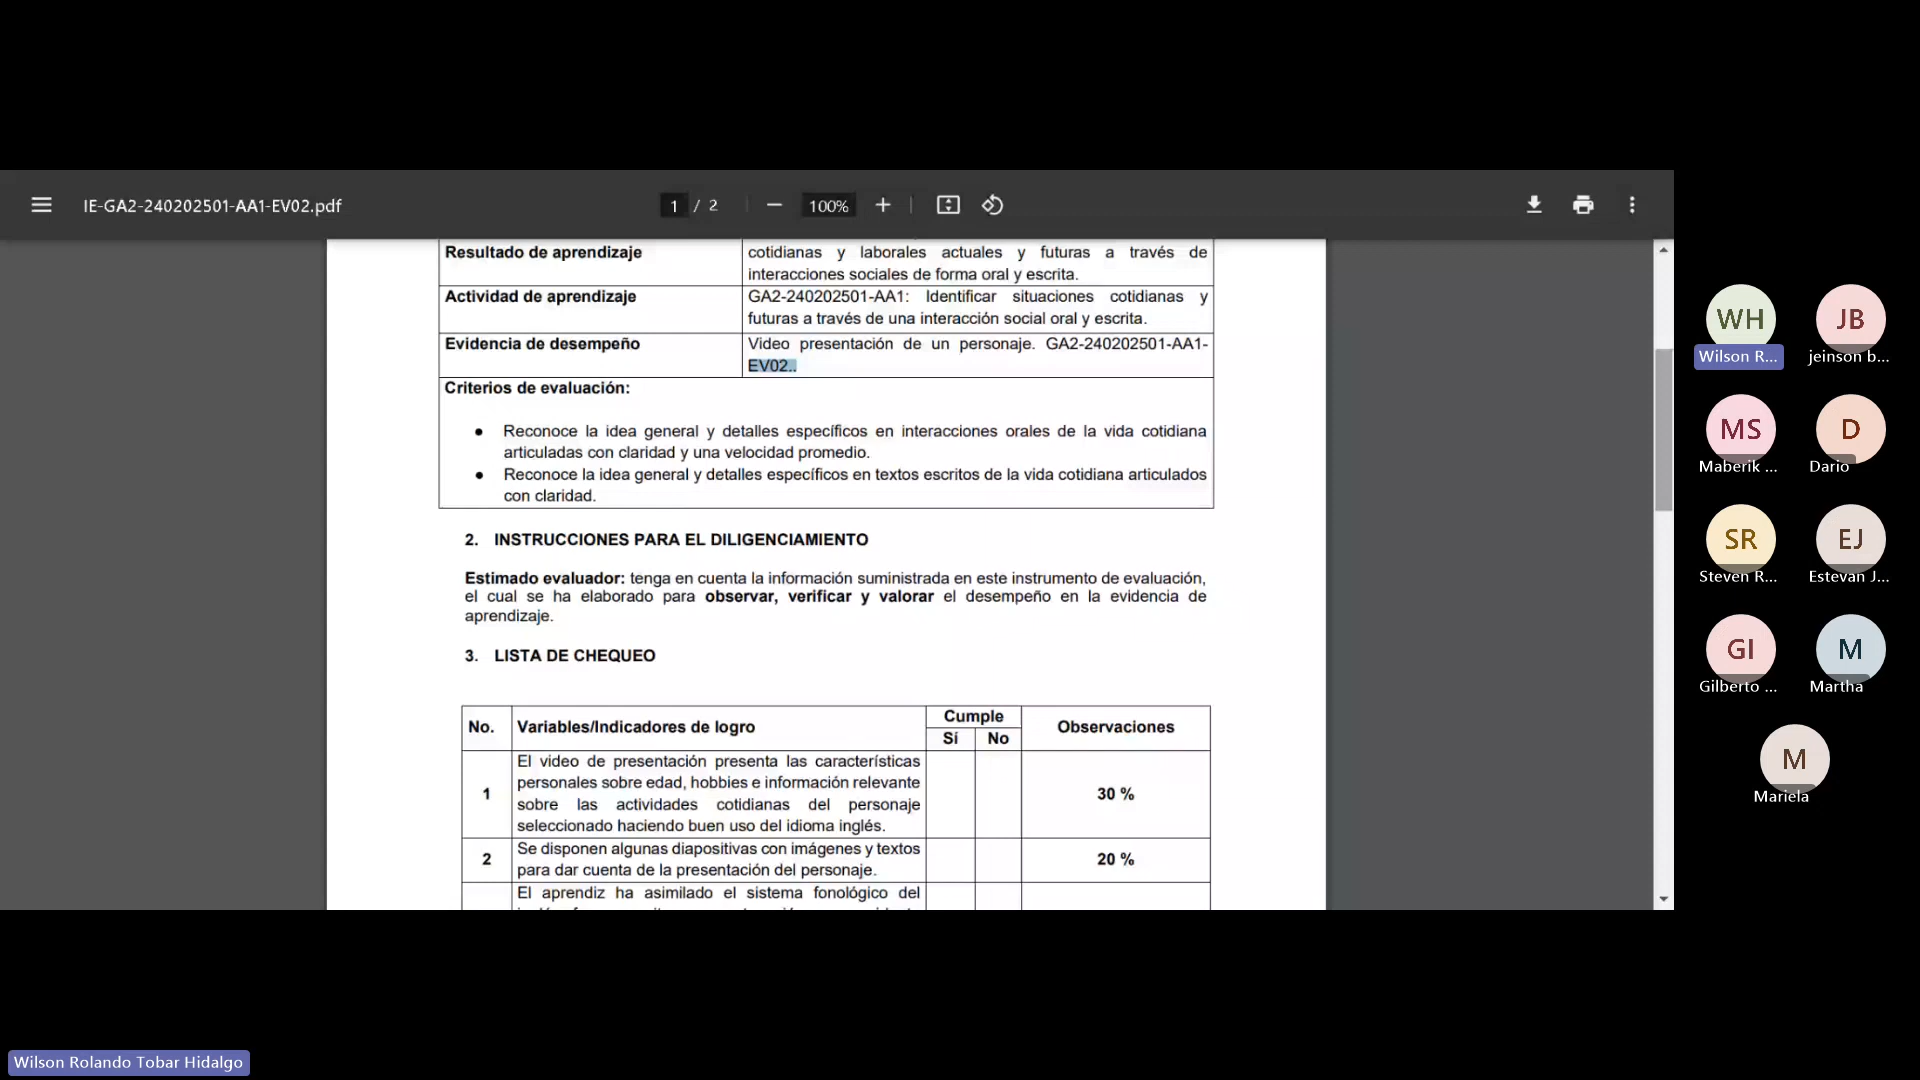 IE-GA2-240202501-AA1-EV02.pdf
1 / 2
100%
Resultado de aprendizaje
cotidianas y laborales actuales y futuras a través de
interacciones sociales de forma oral y escrita.
Actividad de aprendizaje
GA2-240202501-AA1: Identificar situaciones cotidianas y
futuras a través de una interacción social oral y escrita.
Evidencia de desempeño
Video presentación de un personaje. GA2-240202501-AA1-
EV02..
Criterios de evaluación:
● Reconoce la idea general y detalles específicos en interacciones orales de la vida cotidiana
articuladas con claridad y una velocidad promedio.
● Reconoce la idea general y detalles específicos en textos escritos de la vida cotidiana articulados
con claridad.
2. INSTRUCCIONES PARA EL DILIGENCIAMIENTO
Estimado evaluador: tenga en cuenta la información suministrada en este instrumento de evaluación,
el cual se ha elaborado para observar, verificar y valorar el desempeño en la evidencia de
aprendizaje.
3. LISTA DE CHEQUEO
No.
Variables/Indicadores de logro
Cumple
Sí
No
Observaciones
1
El video de presentación presenta las características
personales sobre edad, hobbies e información relevante
sobre las actividades cotidianas del personaje
seleccionado haciendo buen uso del idioma inglés.
30 %
2
Se disponen algunas diapositivas con imágenes y textos
para dar cuenta de la presentación del personaje.
20 %
El aprendiz ha asimilado el sistema fonológico del
WH
Wilson R...
JB
jeinson b...
MS
Maberik ...
D
Dario
SR
Steven R...
EJ
Estevan J...
GI
Gilberto ...
M
Martha
M
Mariela
Wilson Rolando Tobar Hidalgo